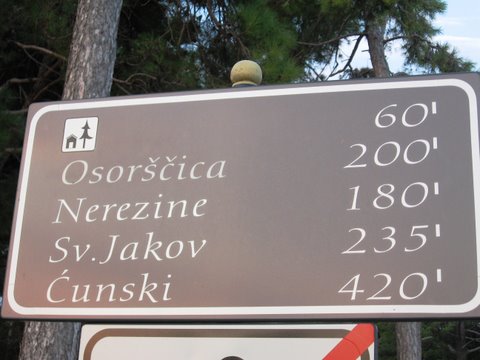 60'
Osorščica 200'
Nerezine 180'
Sv. Jakov 235'
Ćunski 420'